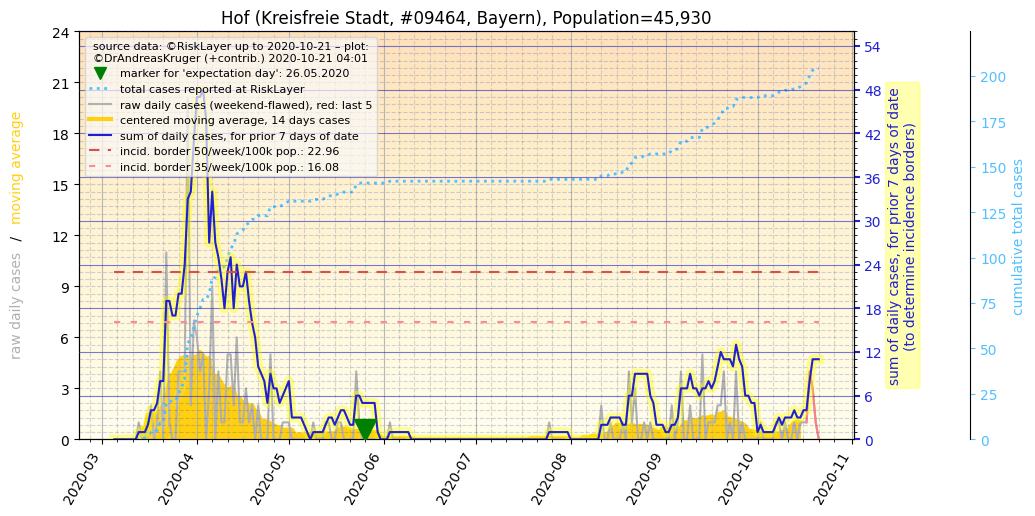 Hof (Kreisfreie Stadt, #09464, Bayern), Population=45,930
source data: ©RiskLayer up to 2020-10-21 – plot:
©DrAndreasKruger (+contrib.) 2020-10-21 04:01
marker for 'expectation day': 26.05.2020
total cases reported at RiskLayer
raw daily cases (weekend-flawed), red: last 5
centered moving average, 14 days cases
sum of daily cases, for prior 7 days of date
incid. border 50/week/100k pop.: 22.96
incid. border 35/week/100k pop.: 16.08
raw daily cases / moving average
24
21
18
15
12
9
6
3
0
54
48
42
36
30
24
18
12
6
0
sum of daily cases, for prior 7 days of date
(to determine incidence borders)
200
175
150
125
100
75
50
25
0
cumulative total cases
2020-03
2020-04
2020-05
2020-06
2020-07
2020-08
2020-09
2020-10
2020-11